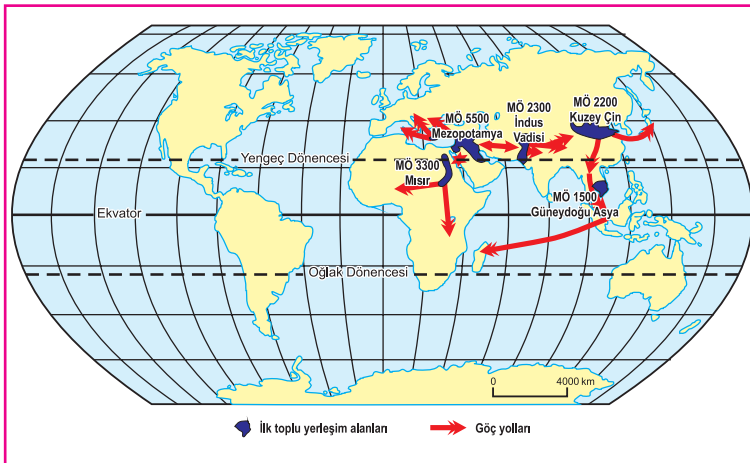 MÖ 5500
Mezopotamya
MÖ 2300
İndus
Vadisi
MÖ 2200
Kuzey Çin
Yengeç Dönencesi
MÖ 3300
Mısır
MÖ 1500
Güneydoğu Asya
Ekvator
Oğlak Dönencesi
0 4000 km
İlk toplu yerleşim alanları
Göç yolları